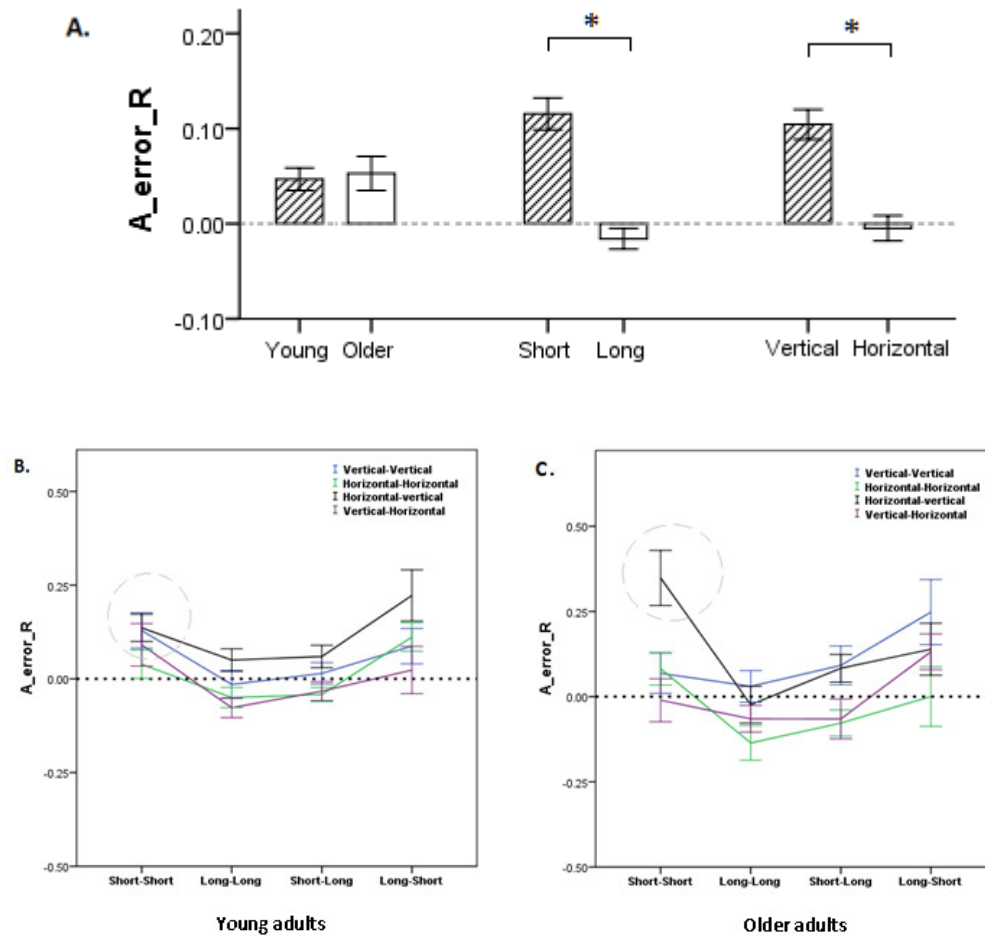 A.
A_error_R
0.20
0.10
0.00
-0.10
*
*
Young Older Short Long Vertical Horizontal
B.
A_error_R
0.50
0.25
0.00
-0.25
-0.50
Vertical-Vertical
Horizontal-Horizontal
Horizontal-vertical
Vertical-Horizontal
Short-Short Long-Long Short-Long Long-Short
Young adults
C.
A_error_R
0.50
0.25
0.00
-0.25
-0.50
Vertical-Vertical
Horizontal-Horizontal
Horizontal-vertical
Vertical-Horizontal
Short-Short Long-Long Short-Long Long-Short
Older adults